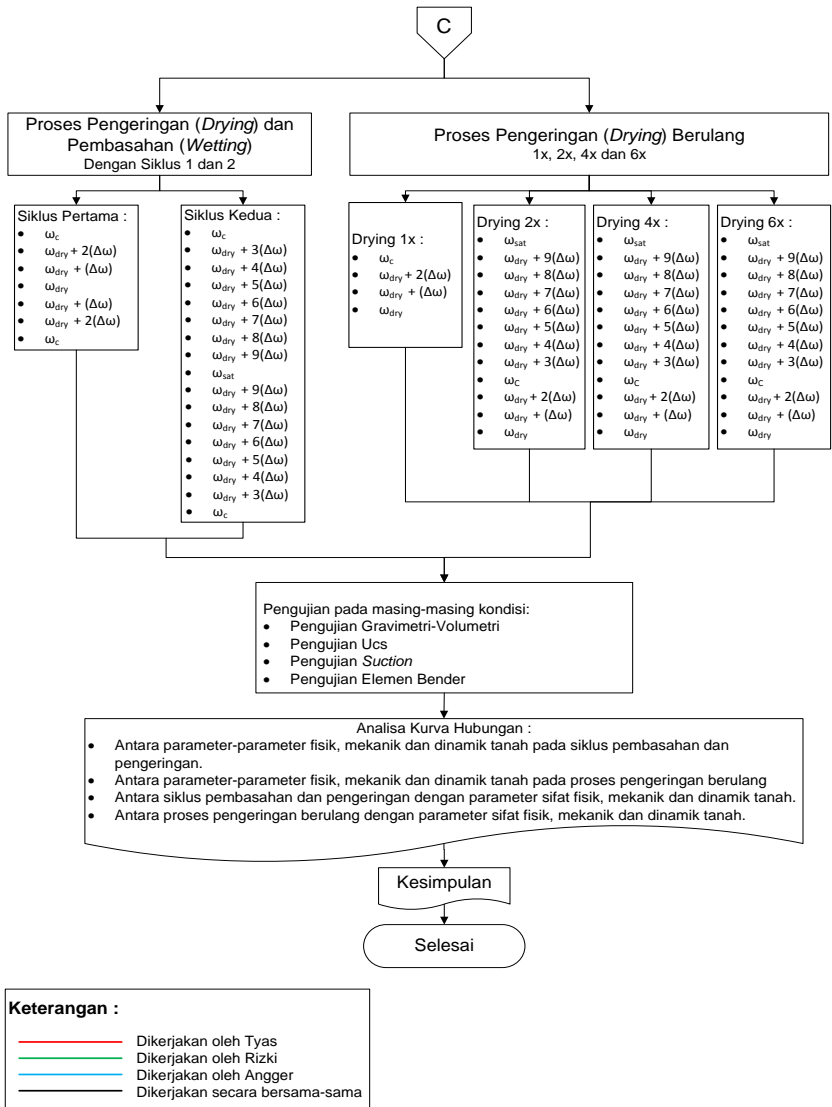 C
Proses Pengeringan (Drying) dan
Pembasahan (Wetting)
Dengan Siklus 1 dan 2
Proses Pengeringan (Drying) Berulang
1x, 2x, 4x dan 6x
Siklus Pertama :
• ωc
• ωdry + 2(Δω)
• ωdry + (Δω)
• ωdry
• ωdry + (Δω)
• ωdry + 2(Δω)
• ωc
Siklus Kedua :
• ωc
• ωdry + 3(Δω)
• ωdry + 4(Δω)
• ωdry + 5(Δω)
• ωdry + 6(Δω)
• ωdry + 7(Δω)
• ωdry + 8(Δω)
• ωdry + 9(Δω)
• ωsat
• ωdry + 9(Δω)
• ωdry + 8(Δω)
• ωdry + 7(Δω)
• ωdry + 6(Δω)
• ωdry + 5(Δω)
• ωdry + 4(Δω)
• ωdry + 3(Δω)
• ωc
Drying 1x :
• ωc
• ωdry + 2(Δω)
• ωdry + (Δω)
• ωdry
Drying 2x :
• ωsat
• ωdry + 9(Δω)
• ωdry + 8(Δω)
• ωdry + 7(Δω)
• ωdry + 6(Δω)
• ωdry + 5(Δω)
• ωdry + 4(Δω)
• ωdry + 3(Δω)
• ωC
• ωdry + 2(Δω)
• ωdry + (Δω)
• ωdry
Drying 4x :
• ωsat
• ωdry + 9(Δω)
• ωdry + 8(Δω)
• ωdry + 7(Δω)
• ωdry + 6(Δω)
• ωdry + 5(Δω)
• ωdry + 4(Δω)
• ωdry + 3(Δω)
• ωC
• ωdry + 2(Δω)
• ωdry + (Δω)
• ωdry
Drying 6x :
• ωsat
• ωdry + 9(Δω)
• ωdry + 8(Δω)
• ωdry + 7(Δω)
• ωdry + 6(Δω)
• ωdry + 5(Δω)
• ωdry + 4(Δω)
• ωdry + 3(Δω)
• ωC
• ωdry + 2(Δω)
• ωdry + (Δω)
• ωdry
Pengujian pada masing-masing kondisi:
• Pengujian Gravimetri-Volumetri
• Pengujian Ucs
• Pengujian Suction
• Pengujian Elemen Bender
Analisa Kurva Hubungan :
• Antara parameter-parameter fisik, mekanik dan dinamik tanah pada siklus pembasahan dan
pengeringan.
• Antara parameter-parameter fisik, mekanik dan dinamik tanah pada proses pengeringan berulang
• Antara siklus pembasahan dan pengeringan dengan parameter sifat fisik, mekanik dan dinamik tanah.
• Antara proses pengeringan berulang dengan parameter sifat fisik, mekanik dan dinamik tanah.
Kesimpulan
Selesai
Keterangan :
Dikerjakan oleh Tyas
Dikerjakan oleh Rizki
Dikerjakan oleh Angger
Dikerjakan secara bersama-sama